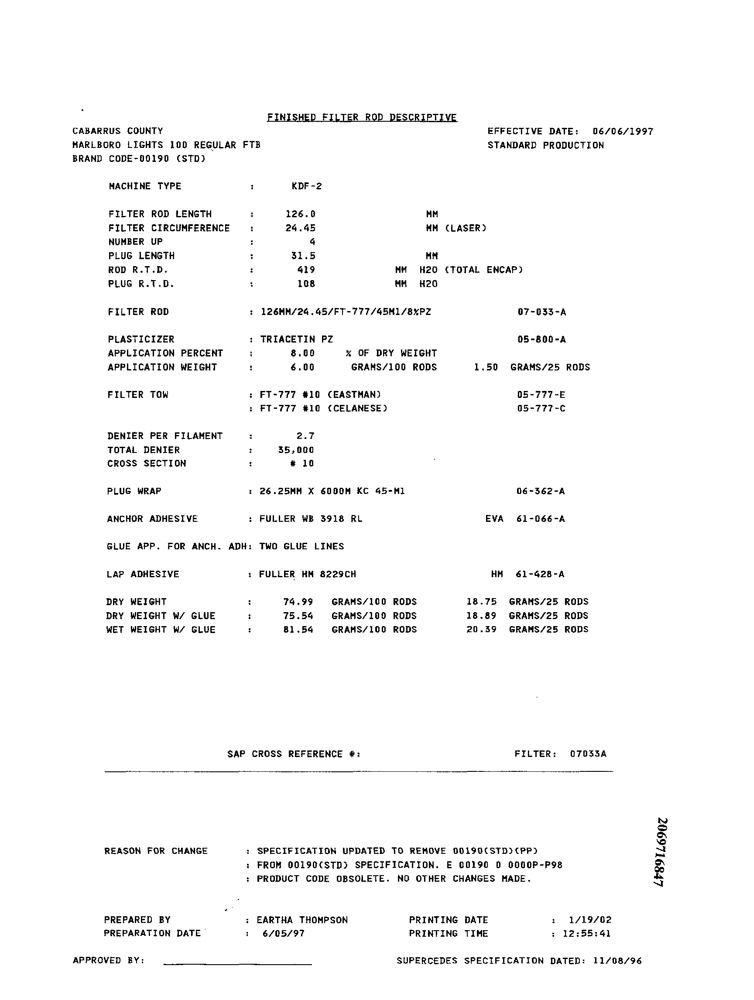 FINISHED FILTER ROD DESCRIPTIVE
CABARRUS COUNTY EFFECTIVE DATE: 06/06/1997
MARLBORO LIGHTS 100 REGULAR FTB STANDARD PRODUCTION
BRAND CODE-00190 (STD)
MACHINE TYPE : KDF-2
FILTER ROD LENGTH : 126.0 MM
FILTER CIRCUMFERENCE : 24.45 MM (LASER)
NUMBER UP : 4
PLUG LENGTH : 31.5 MM
ROD R.T.D. : 419 MM H2O (TOTAL ENCAP)
PLUG R.T.D. : 108 MM H2O
FILTER ROD : 126MM/24.45/FT-777/45M1/8%PZ 07-033-A
PLASTICIZER : TRIACETIN PZ 05-800-A
APPLICATION PERCENT : 8.00 % OF DRY WEIGHT
APPLICATION WEIGHT : 6.00 GRAMS/100 RODS 1.50 GRAMS/25 RODS
FILTER TOW : FT-777 #10 (EASTMAN) 05-777-E
: FT-777 #10 (CELANESE) 05-777-C
DENIER PER FILAMENT : 2.7
TOTAL DENIER : 35,000
CROSS SECTION : # 10
PLUG WRAP : 26.25MM X 6000M KC 45-M1 06-362-A
ANCHOR ADHESIVE : FULLER WB 3918 RL EVA 61-066-A
GLUE APP. FOR ANCH. ADH: TWO GLUE LINES
LAP ADHESIVE : FULLER HM 8229CH HM 61-428-A
DRY WEIGHT : 74.99 GRAMS/100 RODS 18.75 GRAMS/25 RODS
DRY WEIGHT W/ GLUE : 75.54 GRAMS/100 RODS 18.89 GRAMS/25 RODS
WET WEIGHT W/ GLUE : 81.54 GRAMS/100 RODS 20.39 GRAMS/25 RODS
SAP CROSS REFERENCE #: FILTER: 07033A
REASON FOR CHANGE : SPECIFICATION UPDATED TO REMOVE 00190(STD)(PP)
: FROM 00190(STD) SPECIFICATION. E 00190 0 0000P-P98
: PRODUCT CODE OBSOLETE. NO OTHER CHANGES MADE.
PREPARED BY : EARTHA THOMPSON PRINTING DATE : 1/19/02
PREPARATION DATE : 6/05/97 PRINTING TIME : 12:55:41
APPROVED BY: SUPERCEDES SPECIFICATION DATED: 11/08/96
2069716847